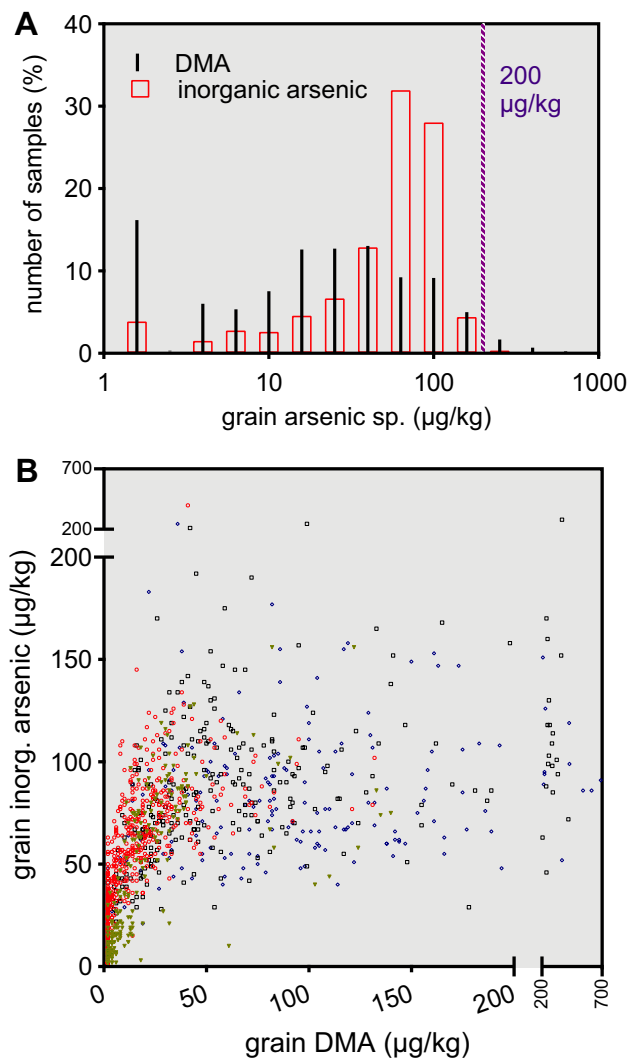 A
50
40
30
20
10
0
number of samples (%)
DMA
inorganic arsenic
200
µg/kg
1 10 100 1000
grain arsenic sp. (µg/kg)
B
700
200
200
150
100
50
0
grain inorg. arsenic (µg/kg)
0 50 100 150 200 200 700
grain DMA (µg/kg)